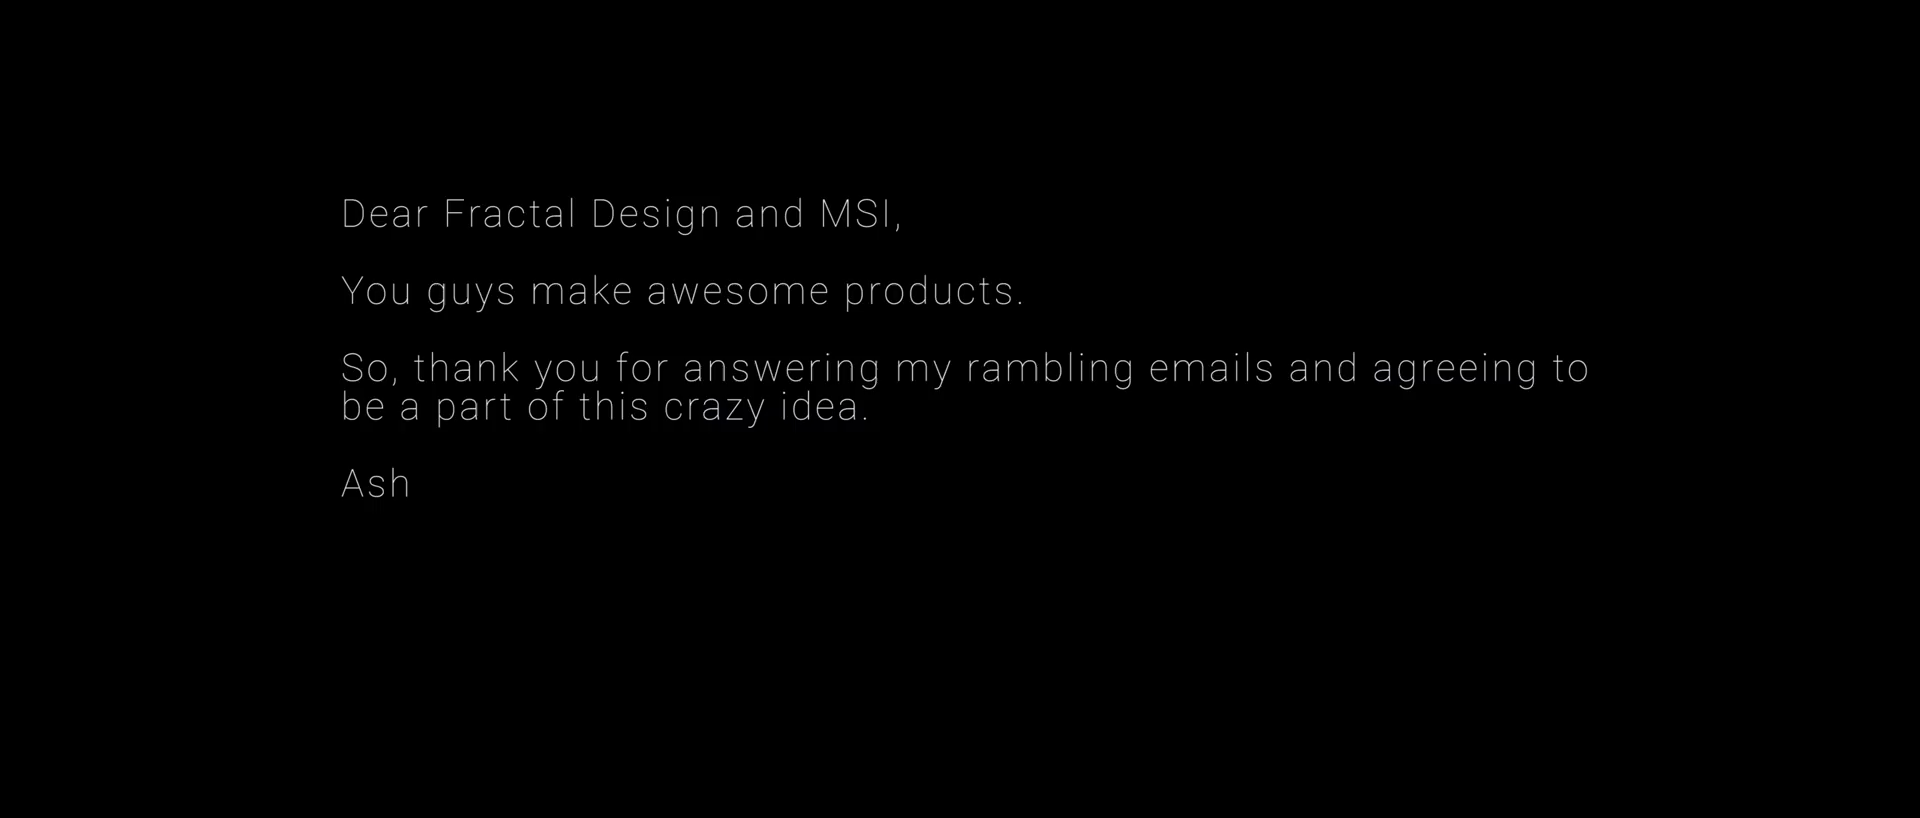 Dear Fractal Design and MSI,
You guys make awesome products.
So, thank you for answering my rambling emails and agreeing to
be a part of this crazy idea.
Ash